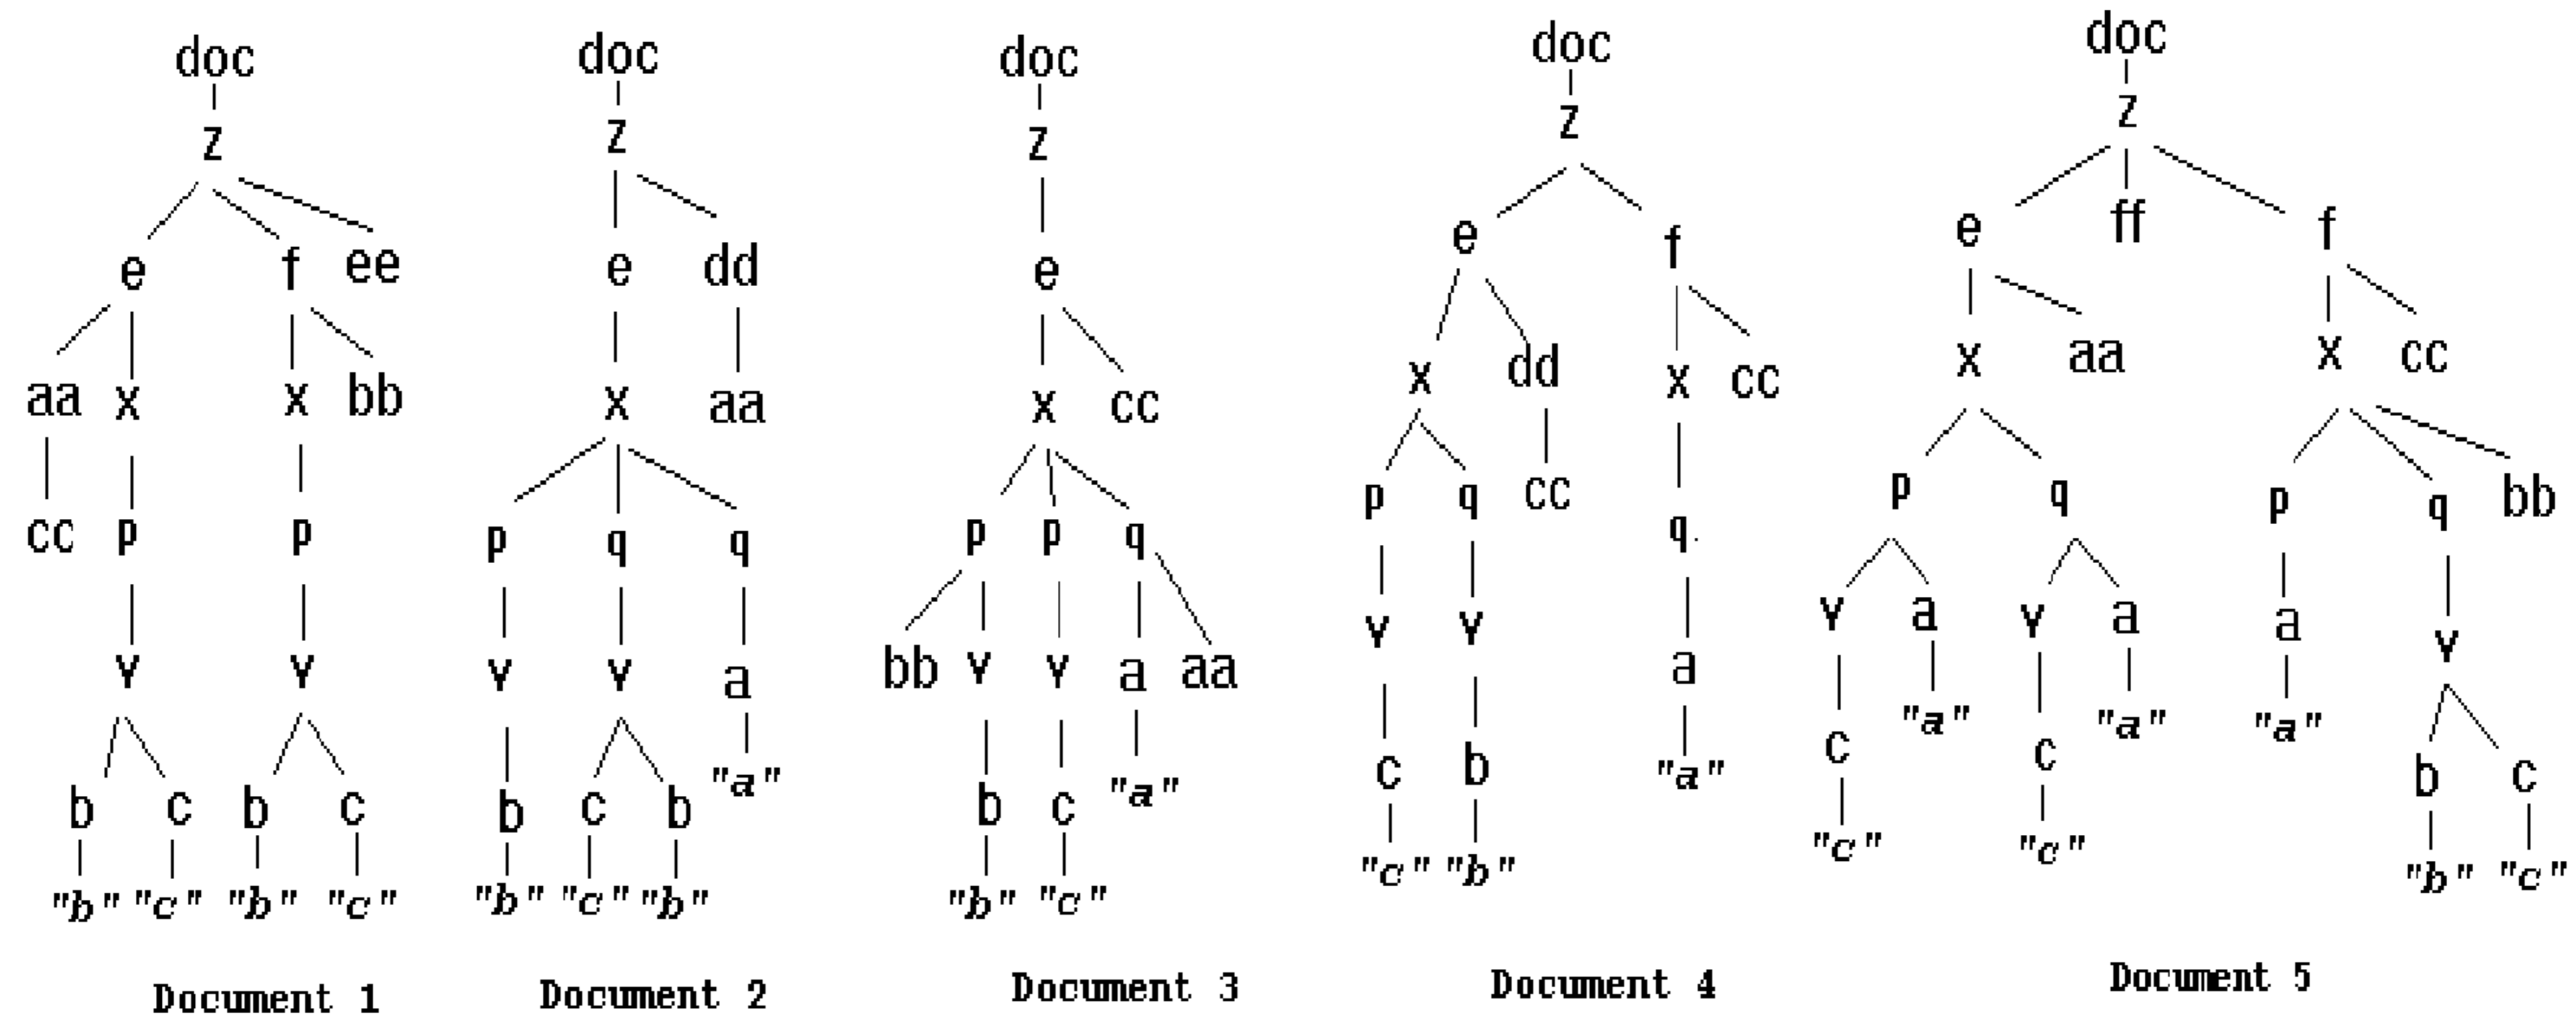 doc doc doc doc doc
z z z z z
e f ee e dd e e f e ff f
aa x x bb x aa x cc x dd x cc x aa x cc
cc p p p q q p p q p q cc q p q p q bb
v v v v a bb v v a aa v v a v a v a a v
b c b c b c b "a" b c "a" c b "a" c "a" c "a" "a" b c
"b" "c" "b" "c" "b" "c" "b" "b" "c" "c" "b" "c" "c" "b" "c"
Document 1 Document 2 Document 3 Document 4 Document 5